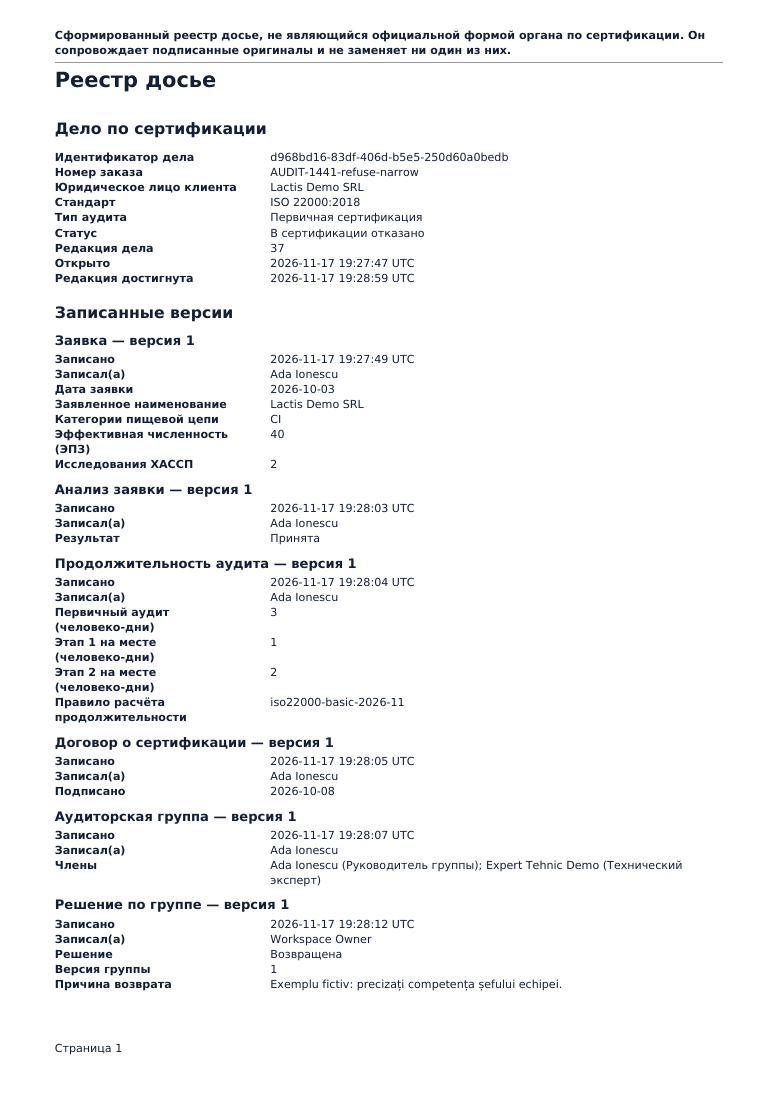 Сформированный реестр досье, не являющийся официальной формой органа по сертификации. Он
сопровождает подписанные оригиналы и не заменяет ни один из них.
Реестр досье
Дело по сертификации
Идентификатор дела d968bd16-83df-406d-b5e5-250d60a0bedb
Номер заказа AUDIT-1441-refuse-narrow
Юридическое лицо клиента Lactis Demo SRL
Стандарт ISO 22000:2018
Тип аудита Первичная сертификация
Статус В сертификации отказано
Редакция дела 37
Открыто 2026-11-17 19:27:47 UTC
Редакция достигнута 2026-11-17 19:28:59 UTC
Записанные версии
Заявка — версия 1
Записано 2026-11-17 19:27:49 UTC
Записал(а) Ada Ionescu
Дата заявки 2026-10-03
Заявленное наименование Lactis Demo SRL
Категории пищевой цепи CI
Эффективная численность 40
(ЭПЗ)
Исследования ХАССП 2
Анализ заявки — версия 1
Записано 2026-11-17 19:28:03 UTC
Записал(а) Ada Ionescu
Результат Принята
Продолжительность аудита — версия 1
Записано 2026-11-17 19:28:04 UTC
Записал(а) Ada Ionescu
Первичный аудит 3
(человеко-дни)
Этап 1 на месте 1
(человеко-дни)
Этап 2 на месте 2
(человеко-дни)
Правило расчёта iso22000-basic-2026-11
продолжительности
Договор о сертификации — версия 1
Записано 2026-11-17 19:28:05 UTC
Записал(а) Ada Ionescu
Подписано 2026-10-08
Аудиторская группа — версия 1
Записано 2026-11-17 19:28:07 UTC
Записал(а) Ada Ionescu
Члены Ada Ionescu (Руководитель группы); Expert Tehnic Demo (Технический
эксперт)
Решение по группе — версия 1
Записано 2026-11-17 19:28:12 UTC
Записал(а) Workspace Owner
Решение Возвращена
Версия группы 1
Причина возврата Exemplu fictiv: precizați competența șefului echipei.
Страница 1